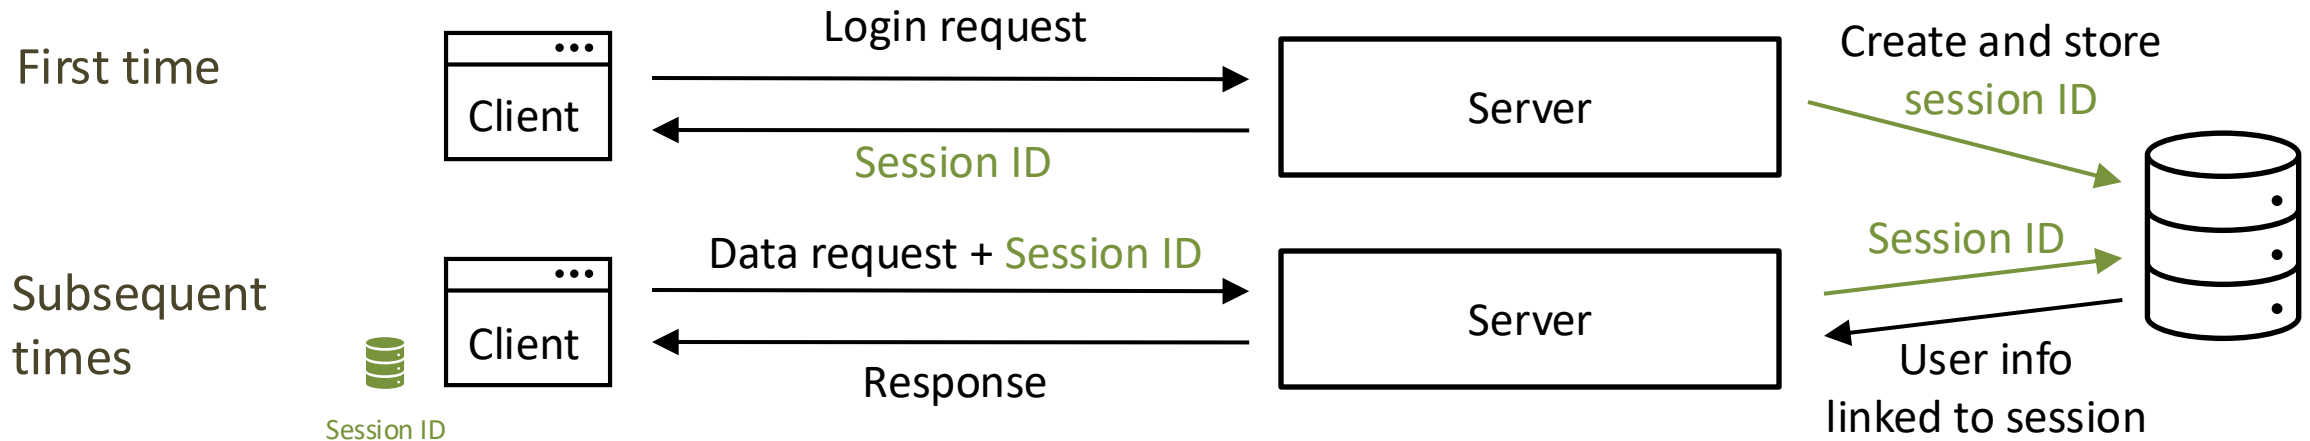 First time
Client
Login request
Session ID
Server
Create and store
session ID
Subsequent
times
Session ID
Client
Data request + Session ID
Response
Server
Session ID
User info
linked to session